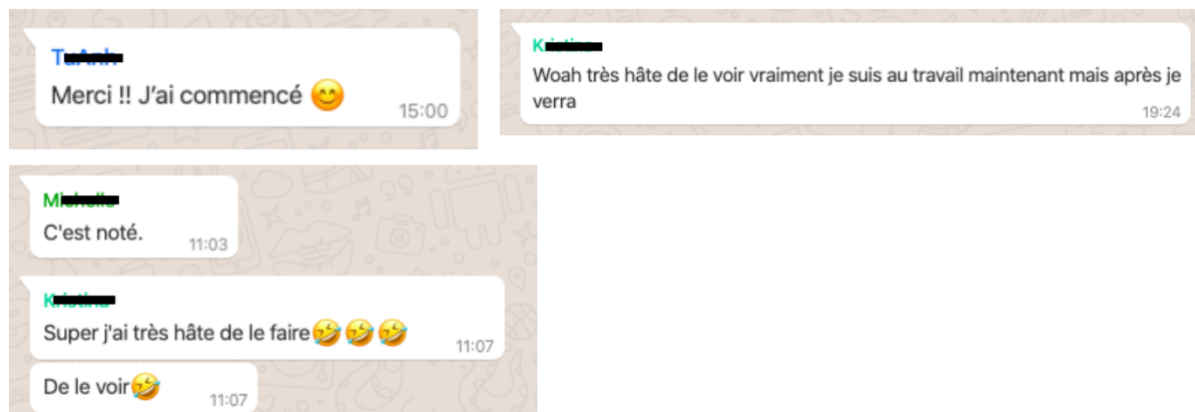 Merci !! J'ai commencé 😊
15:00
Woah très hâte de le voir vraiment je suis au travail maintenant mais après je
verra
19:24
C'est noté.
11:03
Super j'ai très hâte de le faire🤣🤣🤣
11:07
De le voir🤣
11:07